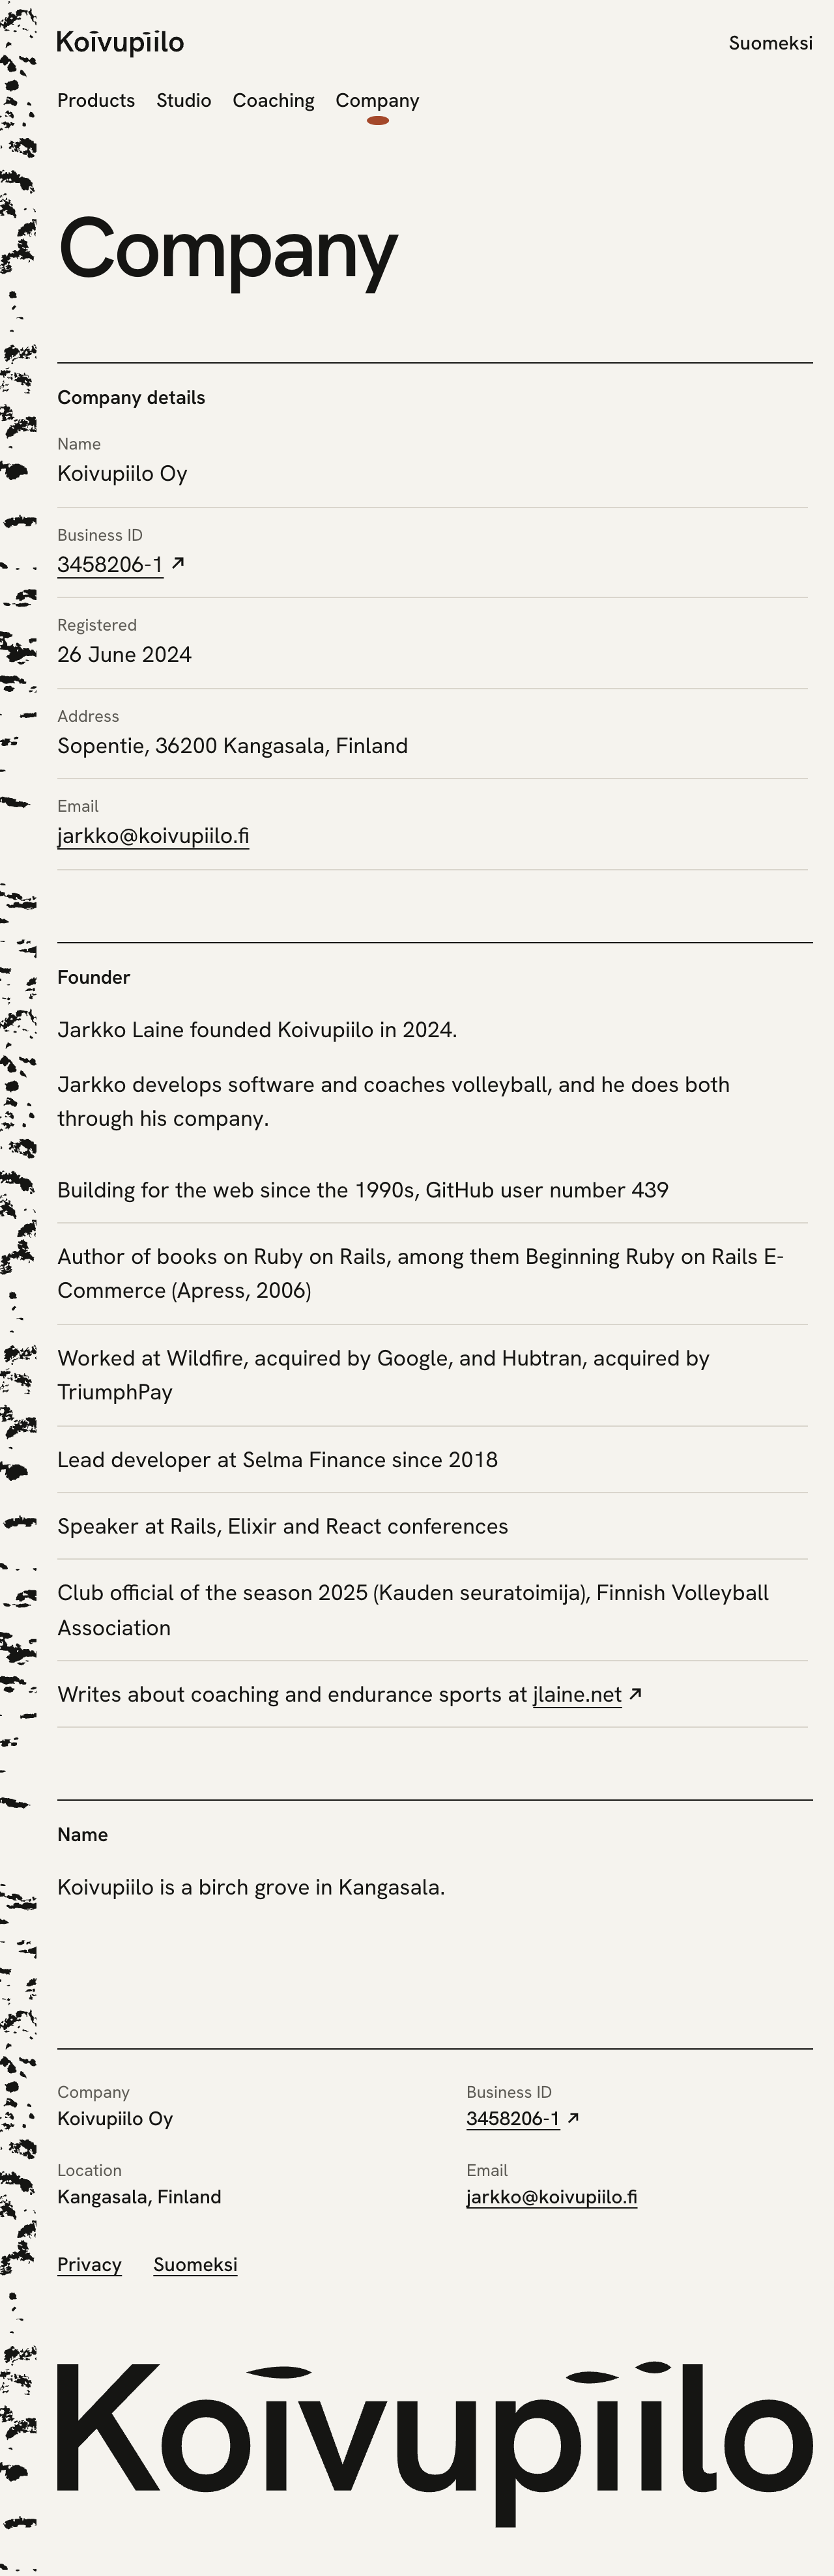 Koivupiilo
Suomeksi
Products Studio Coaching Company
Company
Company details
Name
Koivupiilo Oy
Business ID
3458206-1 ↗
Registered
26 June 2024
Address
Sopentie, 36200 Kangasala, Finland
Email
jarkko@koivupiilo.fi
Founder
Jarkko Laine founded Koivupiilo in 2024.
Jarkko develops software and coaches volleyball, and he does both
through his company.
Building for the web since the 1990s, GitHub user number 439
Author of books on Ruby on Rails, among them Beginning Ruby on Rails E-
Commerce (Apress, 2006)
Worked at Wildfire, acquired by Google, and Hubtran, acquired by
TriumphPay
Lead developer at Selma Finance since 2018
Speaker at Rails, Elixir and React conferences
Club official of the season 2025 (Kauden seuratoimija), Finnish Volleyball
Association
Writes about coaching and endurance sports at jlaine.net ↗
Name
Koivupiilo is a birch grove in Kangasala.
Company
Koivupiilo Oy
Business ID
3458206-1 ↗
Location
Kangasala, Finland
Email
jarkko@koivupiilo.fi
Privacy Suomeksi
Koivupiilo